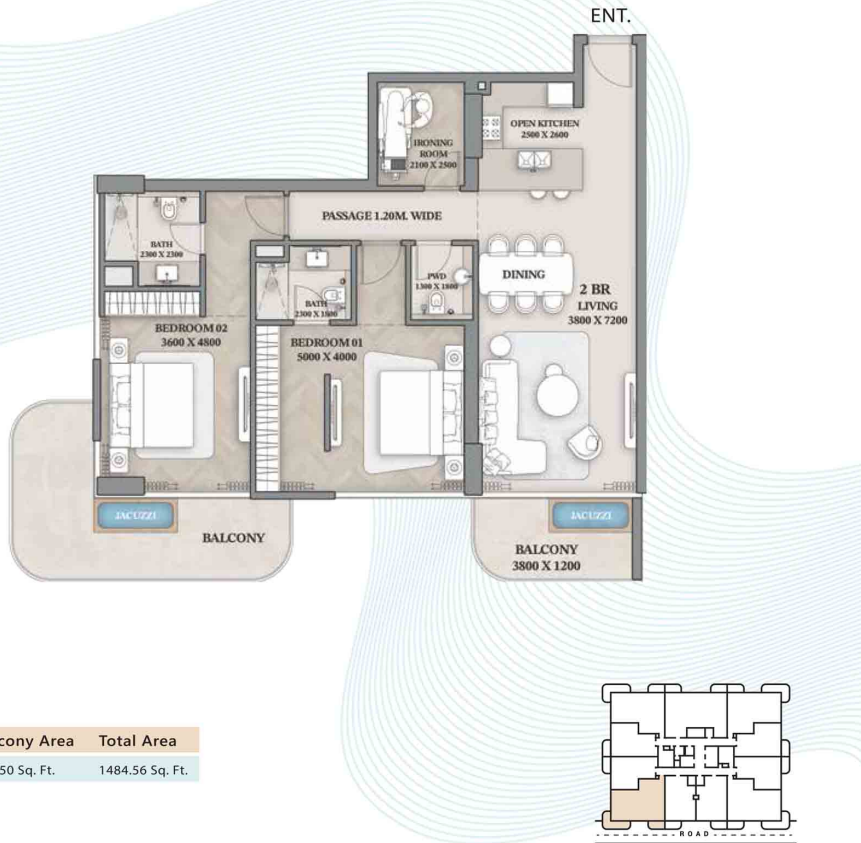 ENT.
OPEN KITCHEN
2500 X 2600
IRONING
ROOM
2100 X 2500
PASSAGE 1.20M. WIDE
BATH
2300 X 2300
DINING
PWD
1300 X 1800
2 BR
LIVING
3800 X 7200
BATH
2300 X 1800
BEDROOM 02
3600 X 4800
BEDROOM 01
5000 X 4000
JACUZZI
JACUZZI
BALCONY
BALCONY
3800 X 1200
cony Area Total Area
50 Sq. Ft. 1484.56 Sq. Ft.
ROAD